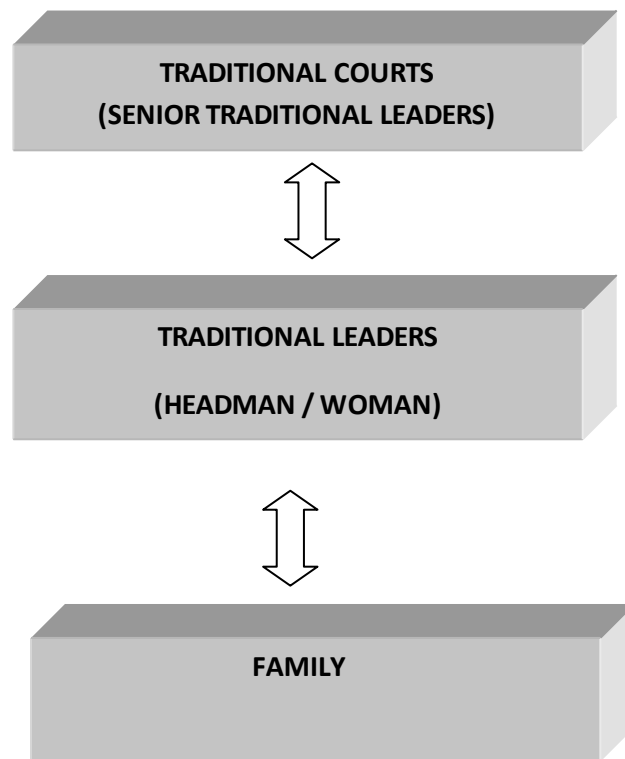 TRADITIONAL COURTS
(SENIOR TRADITIONAL LEADERS)
TRADITIONAL LEADERS
(HEADMAN / WOMAN)
FAMILY